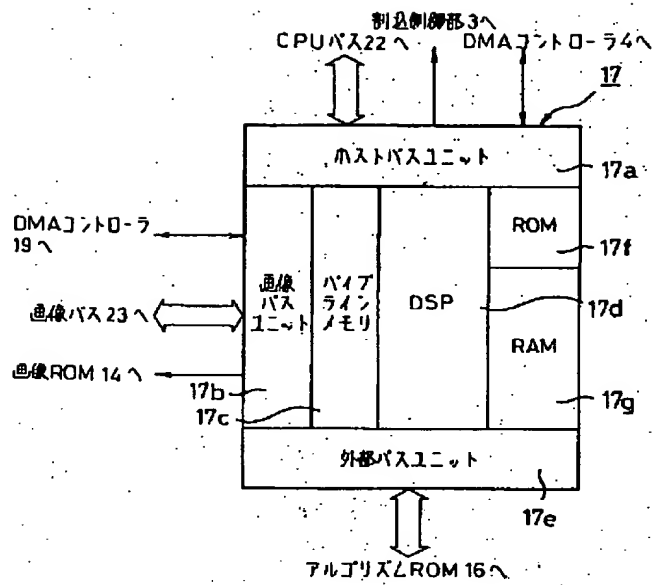 割込制御部3へ
CPUバス22へ
DMAコントローラ4へ
17
ホストバスユニット
17a
DMAコントローラ
19へ
画像バス23へ
画像ROM14へ
画像
バス
ユニット
17b
パイプ
ライン
メモリ
17c
DSP
17d
ROM
17f
RAM
17g
外部バスユニット
17e
アルゴリズムROM16へ